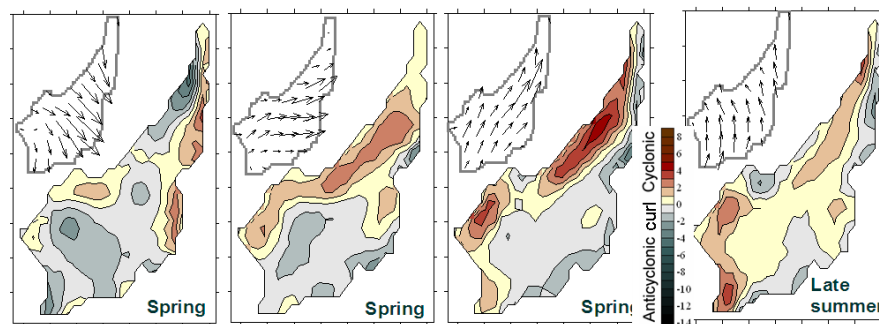 Spring
Spring
Sprin
Anticyclonic curl Cyclonic
8
6
4
2
0
-2
-4
-6
-8
-10
-12
-14
Late
summer